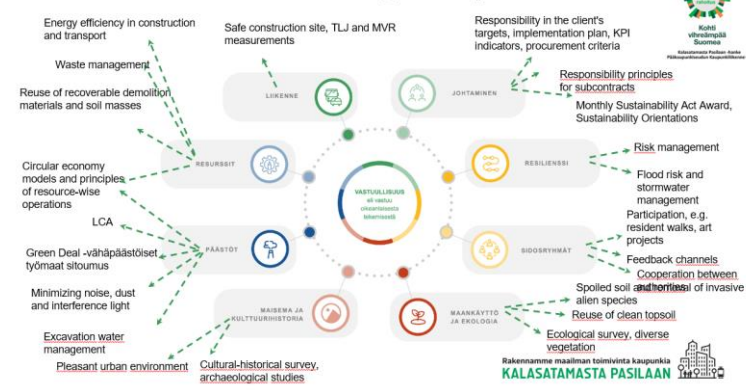 Energy efficiency in construction
and transport
Waste management
Reuse of recoverable demolition
materials and soil masses
Circular economy
models and principles
of resource-wise
operations
LCA
Green Deal -vähäpäästöiset
työmaat sitoumus
Minimizing noise, dust
and interference light
Excavation water
management
Pleasant urban environment
Cultural-historical survey,
archaeological studies
Safe construction site, TLJ and MVR
measurements
LIIKENNE
RESURSSIT
PÄÄSTÖT
MAISEMA JA
KULTTUURIHISTORIA
VASTUULLISUUS
eli vastuu
oikeanlaisesta
tekemisestä
JOHTAMINEN
RESILIENSSI
SIDOSRYHMÄT
MAANKÄYTTÖ
JA EKOLOGIA
Responsibility in the client's
targets, implementation plan, KPI
indicators, procurement criteria
Responsibility principles
for subcontracts
Monthly Sustainability Act Award,
Sustainability Orientations
Risk management
Flood risk and
stormwater
management
Participation, e.g.
resident walks, art
projects
Feedback channels
Cooperation between
authorities
Spoiled soil and removal of invasive
alien species
Reuse of clean topsoil
Ecological survey, diverse
vegetation
Kohti
vihreämpää
Suomea
Kalasatamasta Pasilaan -hanke
Rakennamme maailman toimivinta kaupunkia
KALASATAMASTA PASILAAN